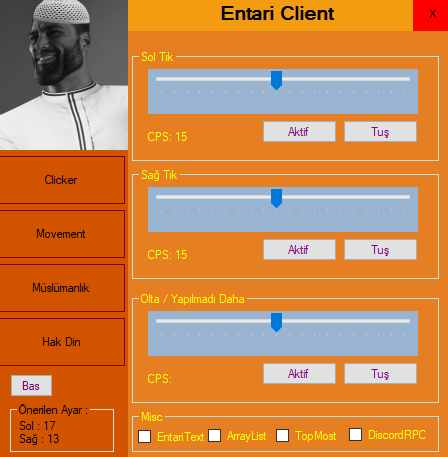 Entari Client
X
Clicker
Movement
Müslümanlık
Hak Din
Bas
Önerilen Ayar :
Sol : 17
Sağ : 13
Sol Tık
CPS: 15
Aktif
Tuş
Sağ Tık
CPS: 15
Aktif
Tuş
Olta / Yapılmadı Daha
CPS:
Aktif
Tuş
Misc
EntariText
ArrayList
TopMost
DiscordRPC